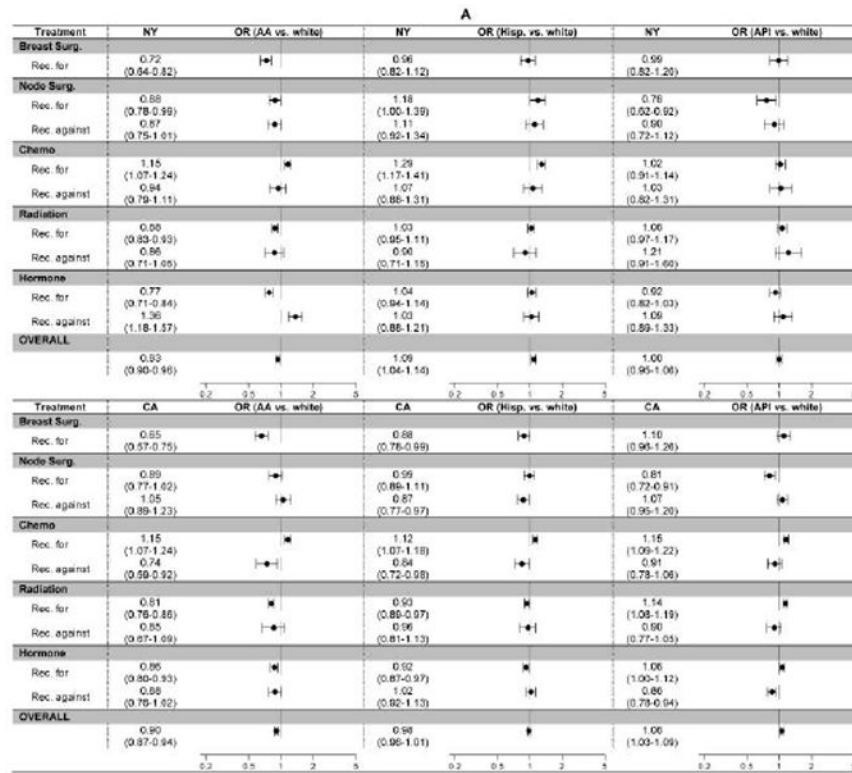 A
Treatment NY OR (AA vs. white) NY OR (Hisp. vs. white) NY OR (API vs. white)
Breast Surg.
Rec. for 0.72 0.96 0.99
(0.64-0.82) (0.82-1.12) (0.82-1.20)
Node Surg.
Rec. for 0.88 1.18 0.76
(0.78-0.99) (1.00-1.39) (0.62-0.92)
Rec. against 0.87 1.11 0.90
(0.75-1.01) (0.92-1.34) (0.72-1.12)
Chemo
Rec. for 1.15 1.29 1.02
(1.07-1.24) (1.17-1.41) (0.91-1.14)
Rec. against 0.94 1.07 1.03
(0.79-1.11) (0.88-1.31) (0.82-1.31)
Radiation
Rec. for 0.88 1.03 1.06
(0.83-0.93) (0.95-1.11) (0.97-1.17)
Rec. against 0.86 0.90 1.21
(0.71-1.05) (0.71-1.15) (0.91-1.60)
Hormone
Rec. for 0.77 1.04 0.92
(0.71-0.84) (0.94-1.14) (0.82-1.03)
Rec. against 1.36 1.03 1.09
(1.18-1.57) (0.88-1.21) (0.89-1.33)
OVERALL
0.93 1.09 1.00
(0.90-0.96) (1.04-1.14) (0.95-1.06)
0.2 0.5 1 2 5 0.2 0.5 1 2 5 0.2 0.5 1 2 5
Treatment CA OR (AA vs. white) CA OR (Hisp. vs. white) CA OR (API vs. white)
Breast Surg.
Rec. for 0.65 0.88 1.10
(0.57-0.75) (0.78-0.99) (0.96-1.26)
Node Surg.
Rec. for 0.89 0.99 0.81
(0.77-1.02) (0.89-1.11) (0.72-0.91)
Rec. against 1.05 0.87 1.07
(0.89-1.23) (0.77-0.97) (0.95-1.20)
Chemo
Rec. for 1.15 1.12 1.15
(1.07-1.24) (1.07-1.18) (1.09-1.22)
Rec. against 0.74 0.84 0.91
(0.59-0.92) (0.72-0.98) (0.78-1.06)
Radiation
Rec. for 0.81 0.93 1.14
(0.76-0.86) (0.89-0.97) (1.08-1.19)
Rec. against 0.85 0.96 0.90
(0.67-1.09) (0.81-1.13) (0.77-1.05)
Hormone
Rec. for 0.86 0.92 1.06
(0.80-0.93) (0.87-0.97) (1.00-1.12)
Rec. against 0.88 1.02 0.86
(0.76-1.02) (0.92-1.13) (0.78-0.94)
OVERALL
0.90 0.98 1.06
(0.87-0.94) (0.96-1.01) (1.03-1.09)
0.2 0.5 1 2 5 0.2 0.5 1 2 5 0.2 0.5 1 2 5